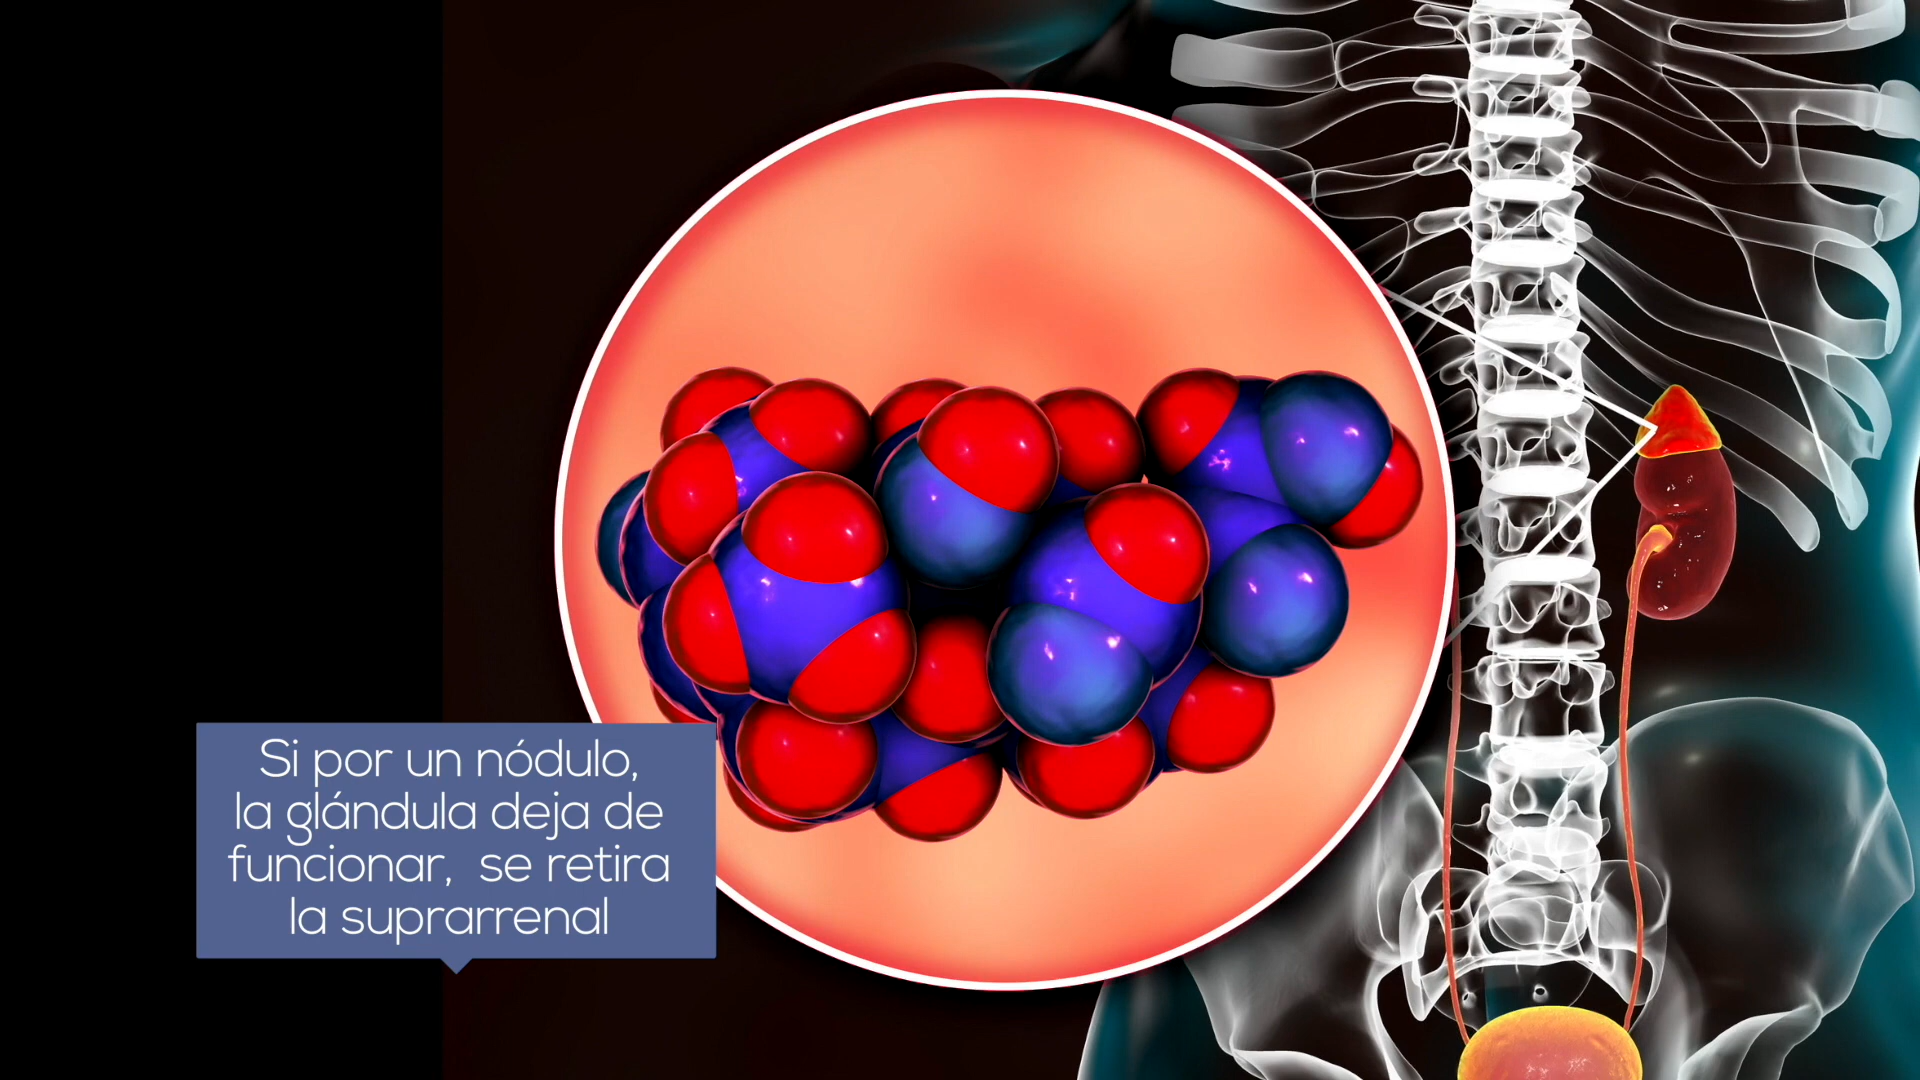 Si por un nódulo,
la glándula deja de
funcionar, se retira
la suprarrenal